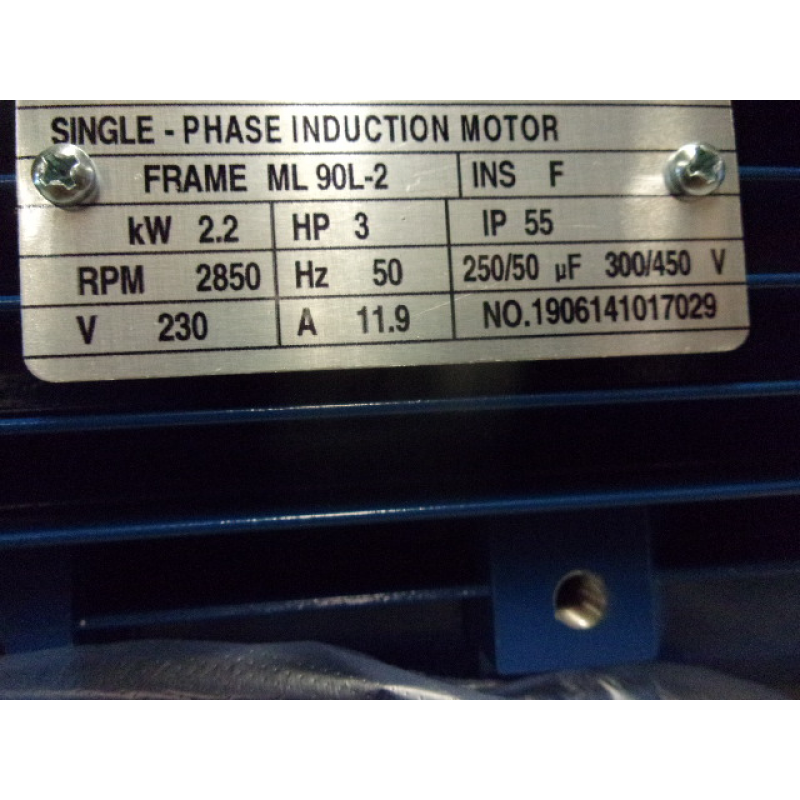 SINGLE - PHASE INDUCTION MOTOR
FRAME ML 90L-2 INS F
kW 2.2 HP 3 IP 55
RPM 2850 Hz 50 250/50 µF 300/450 V
V 230 A 11.9 NO.1906141017029